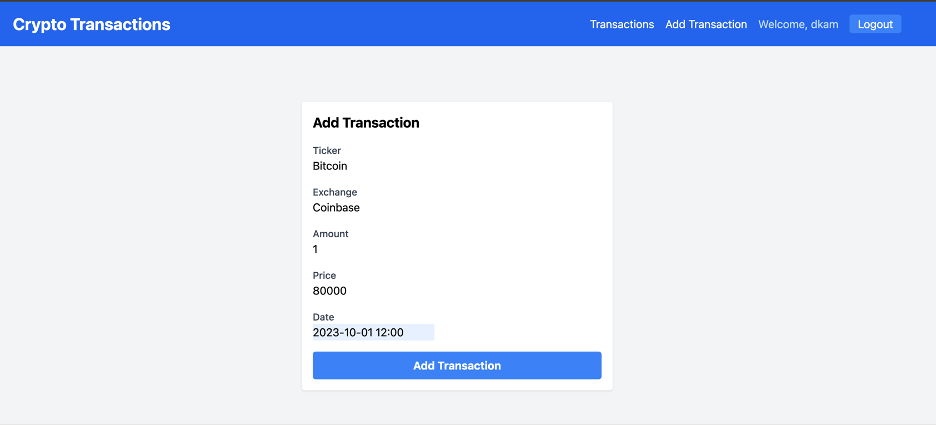 Crypto Transactions
Transactions Add Transaction Welcome, dkam Logout
Add Transaction
Ticker
Bitcoin
Exchange
Coinbase
Amount
1
Price
80000
Date
2023-10-01 12:00
Add Transaction